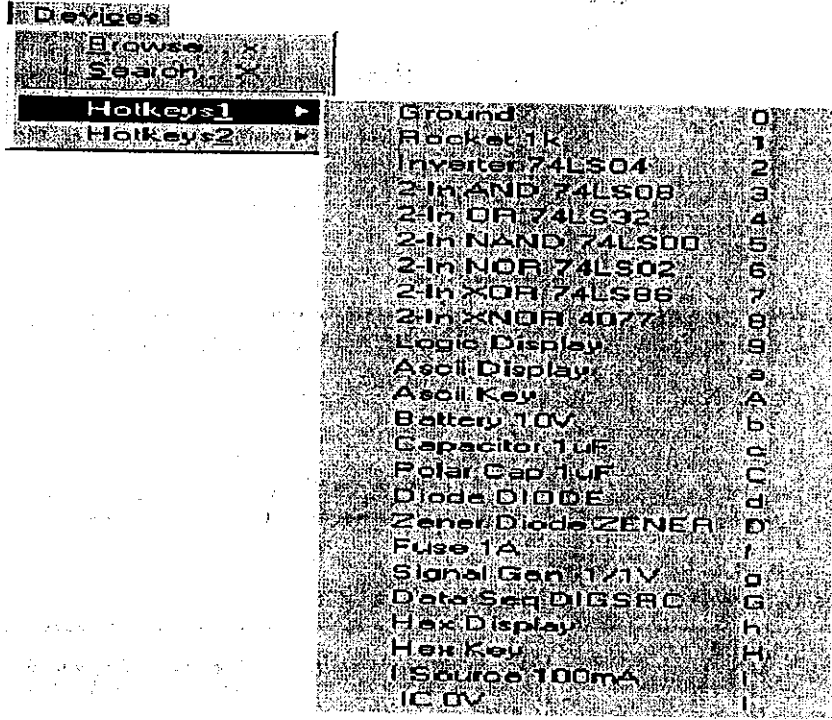 Devices
Browse... x
Search... X
Hotkeys1
Hotkeys2
Ground 0
Rocket 1k 1
Inverter 74LS04 2
2-In AND 74LS08 3
2-In OR 74LS32 4
2-In NAND 74LS00 5
2-In NOR 74LS02 6
2-In XOR 74LS86 7
2-In XNOR 4077 8
Logic Display 9
Ascii Display a
Ascii Key A
Battery 10V b
Capacitor 1uF c
Polar Cap 1uF C
Diode DIODE d
Zener Diode ZENER D
Fuse 1A f
Signal Gen .1/1V g
Data Seq DIGSRC G
Hex Display h
Hex Key H
I Source 100mA i
IC 0V I